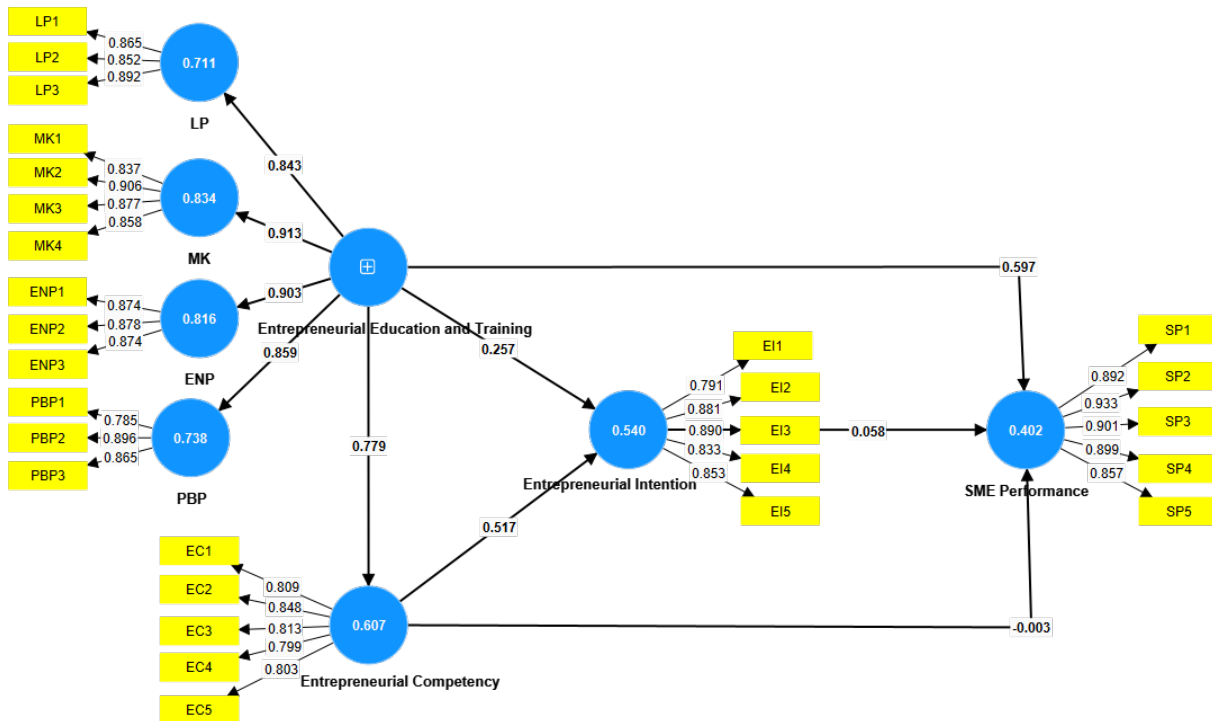 LP1
LP2
LP3
0.865
0.852
0.892
0.711
LP
MK1
MK2
MK3
MK4
0.837
0.906
0.877
0.858
0.834
MK
ENP1
ENP2
ENP3
0.874
0.878
0.874
0.816
ENP
PBP1
PBP2
PBP3
0.785
0.896
0.865
0.738
PBP
0.843
0.913
0.903
0.859
Entrepreneurial Education and Training
0.597
0.257
0.779
EI1
EI2
EI3
EI4
EI5
0.791
0.881
0.890
0.833
0.853
0.540
Entrepreneurial Intention
0.058
0.517
SP1
SP2
SP3
SP4
SP5
0.892
0.933
0.901
0.899
0.857
0.402
SME Performance
EC1
EC2
EC3
EC4
EC5
0.809
0.848
0.813
0.799
0.803
0.607
Entrepreneurial Competency
-0.003